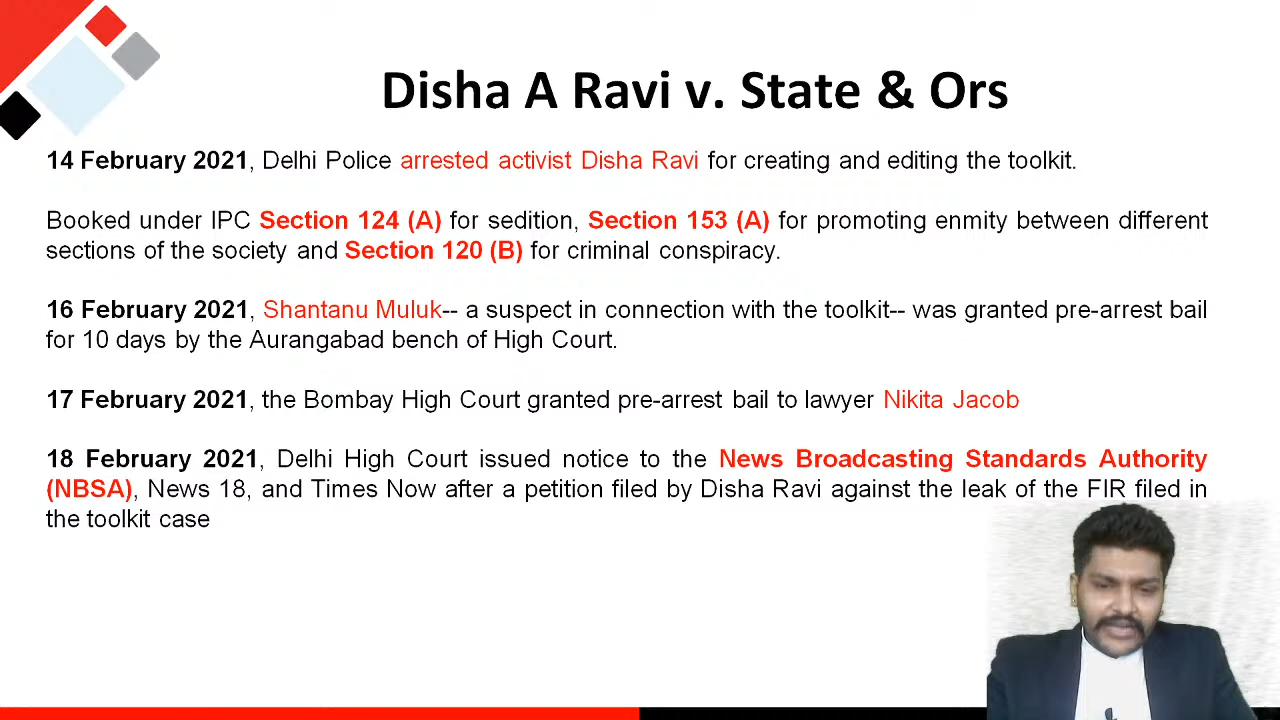 Disha A Ravi v. State & Ors
14 February 2021, Delhi Police arrested activist Disha Ravi for creating and editing the toolkit.
Booked under IPC Section 124 (A) for sedition, Section 153 (A) for promoting enmity between different
sections of the society and Section 120 (B) for criminal conspiracy.
16 February 2021, Shantanu Muluk-- a suspect in connection with the toolkit-- was granted pre-arrest bail
for 10 days by the Aurangabad bench of High Court.
17 February 2021, the Bombay High Court granted pre-arrest bail to lawyer Nikita Jacob
18 February 2021, Delhi High Court issued notice to the News Broadcasting Standards Authority
(NBSA), News 18, and Times Now after a petition filed by Disha Ravi against the leak of the FIR filed in
the toolkit case